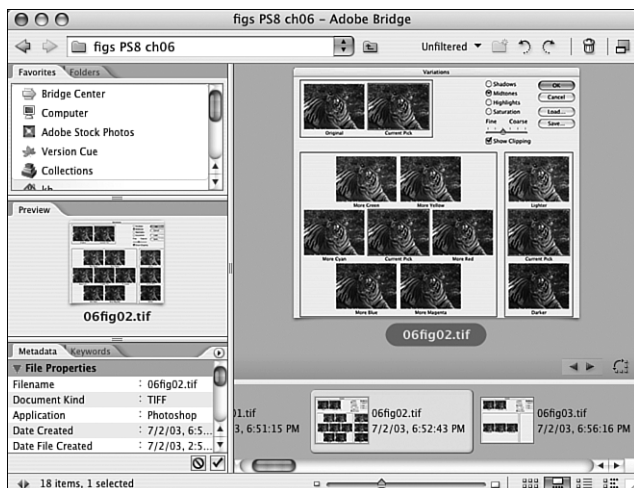 figs PS8 ch06 – Adobe Bridge
figs PS8 ch06
Unfiltered
Favorites Folders
Bridge Center
Computer
Adobe Stock Photos
Version Cue
Collections
Preview
06fig02.tif
Metadata Keywords
File Properties
Filename : 06fig02.tif
Document Kind : TIFF
Application : Photoshop
Date Created : 7/2/03, 6:5...
Date File Created : 7/2/03, 2:5...
18 items, 1 selected
Variations
Original
Current Pick
Shadows
Midtones
Highlights
Saturation
Fine Coarse
Show Clipping
OK
Cancel
Load...
Save...
More Green
More Yellow
Lighter
More Cyan
Current Pick
More Red
Current Pick
More Blue
More Magenta
Darker
06fig02.tif
01.tif
3, 6:51:15 PM
06fig02.tif
7/2/03, 6:52:43 PM
06fig03.tif
7/2/03, 6:56:16 PM